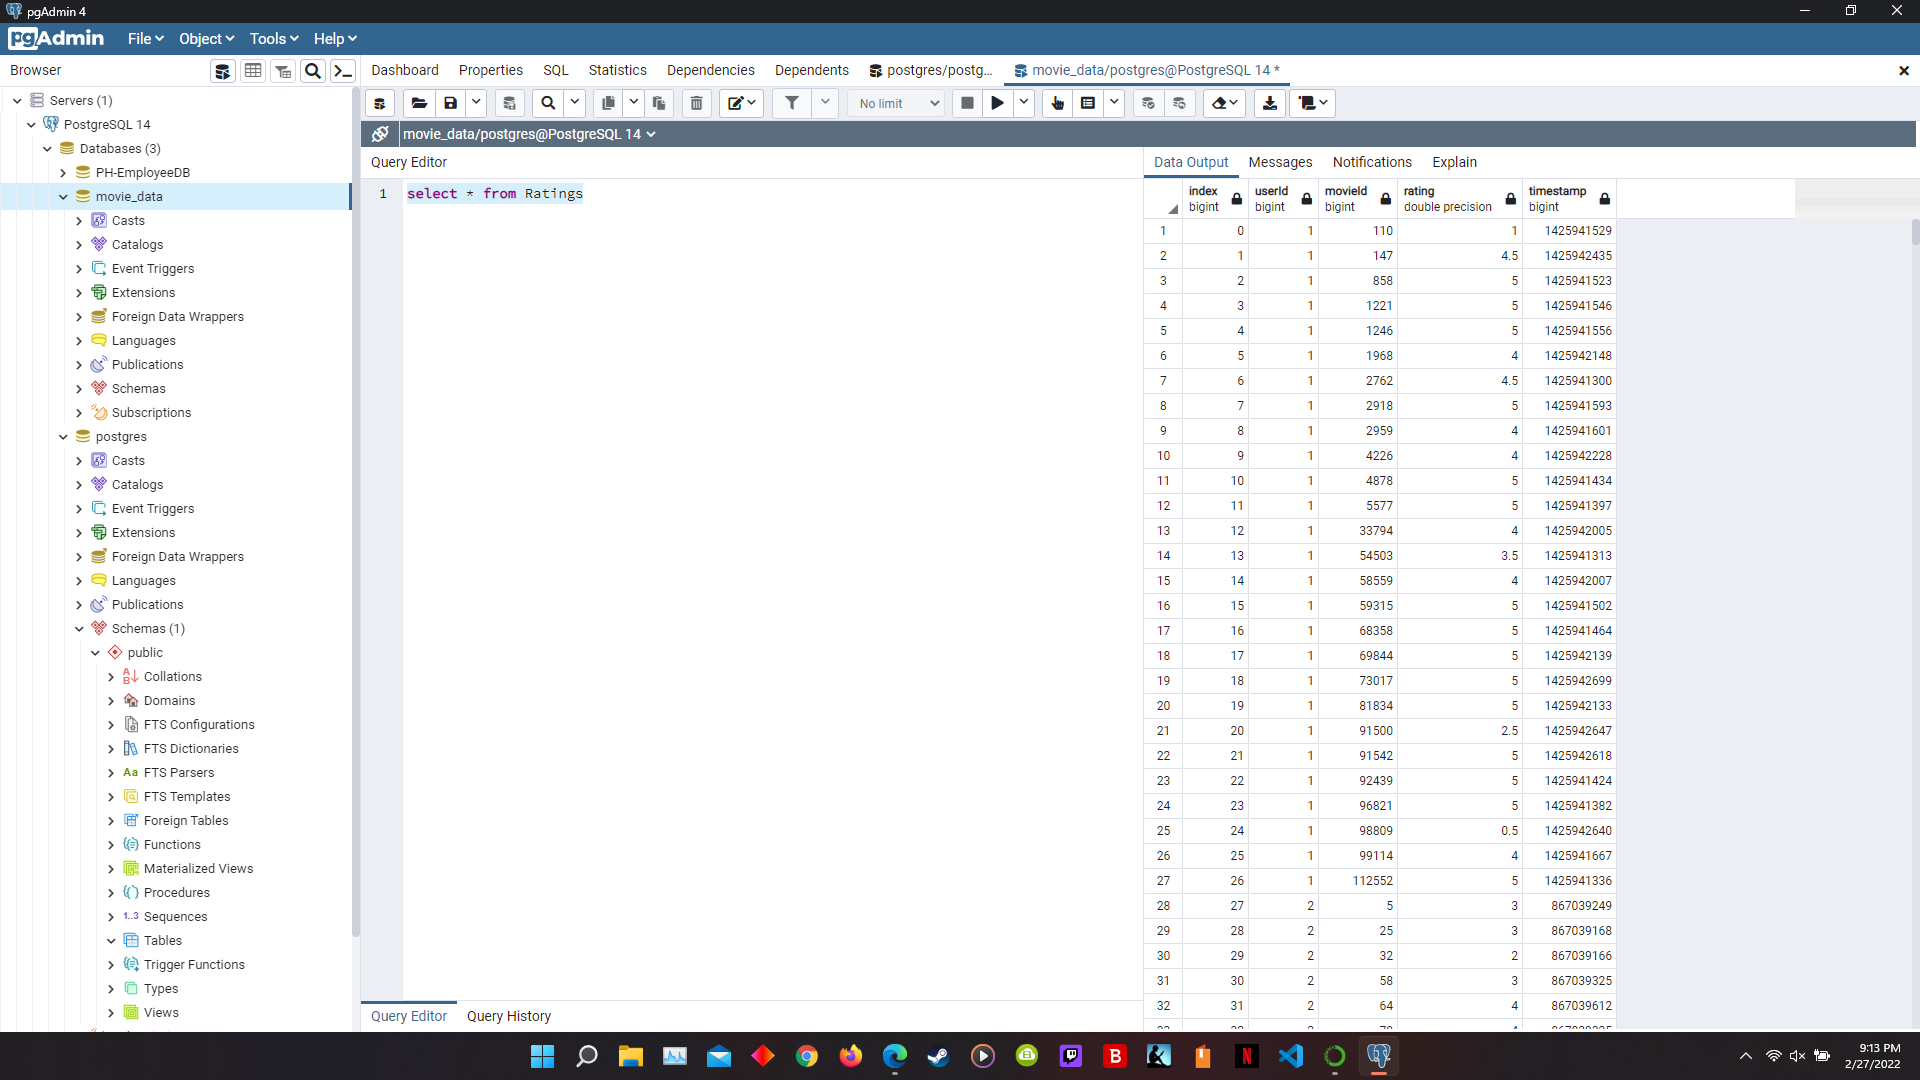 pgAdmin 4
pgAdmin File Object Tools Help
Browser
Dashboard Properties SQL Statistics Dependencies Dependents postgres/postg... movie_data/postgres@PostgreSQL 14 *
No limit
movie_data/postgres@PostgreSQL 14
Servers (1)
PostgreSQL 14
Databases (3)
PH-EmployeeDB
movie_data
Casts
Catalogs
Event Triggers
Extensions
Foreign Data Wrappers
Languages
Publications
Schemas
Subscriptions
postgres
Casts
Catalogs
Event Triggers
Extensions
Foreign Data Wrappers
Languages
Publications
Schemas (1)
public
Collations
Domains
FTS Configurations
FTS Dictionaries
Aa FTS Parsers
FTS Templates
Foreign Tables
Functions
Materialized Views
Procedures
1..3 Sequences
Tables
Trigger Functions
Types
Views
Query Editor
1 select * from Ratings
Query Editor Query History
Data Output Messages Notifications Explain
index bigint userId bigint movieId bigint rating double precision timestamp bigint
1 0 1 110 1 1425941529
2 1 1 147 4.5 1425942435
3 2 1 858 5 1425941523
4 3 1 1221 5 1425941546
5 4 1 1246 5 1425941556
6 5 1 1968 4 1425942148
7 6 1 2762 4.5 1425941300
8 7 1 2918 5 1425941593
9 8 1 2959 4 1425941601
10 9 1 4226 4 1425942228
11 10 1 4878 5 1425941434
12 11 1 5577 5 1425941397
13 12 1 33794 4 1425942005
14 13 1 54503 3.5 1425941313
15 14 1 58559 4 1425942007
16 15 1 59315 5 1425941502
17 16 1 68358 5 1425941464
18 17 1 69844 5 1425942139
19 18 1 73017 5 1425942699
20 19 1 81834 5 1425942133
21 20 1 91500 2.5 1425942647
22 21 1 91542 5 1425942618
23 22 1 92439 5 1425941424
24 23 1 96821 5 1425941382
25 24 1 98809 0.5 1425942640
26 25 1 99114 4 1425941667
27 26 1 112552 5 1425941336
28 27 2 5 3 867039249
29 28 2 25 3 867039168
30 29 2 32 2 867039166
31 30 2 58 3 867039325
32 31 2 64 4 867039612
9:13 PM
2/27/2022